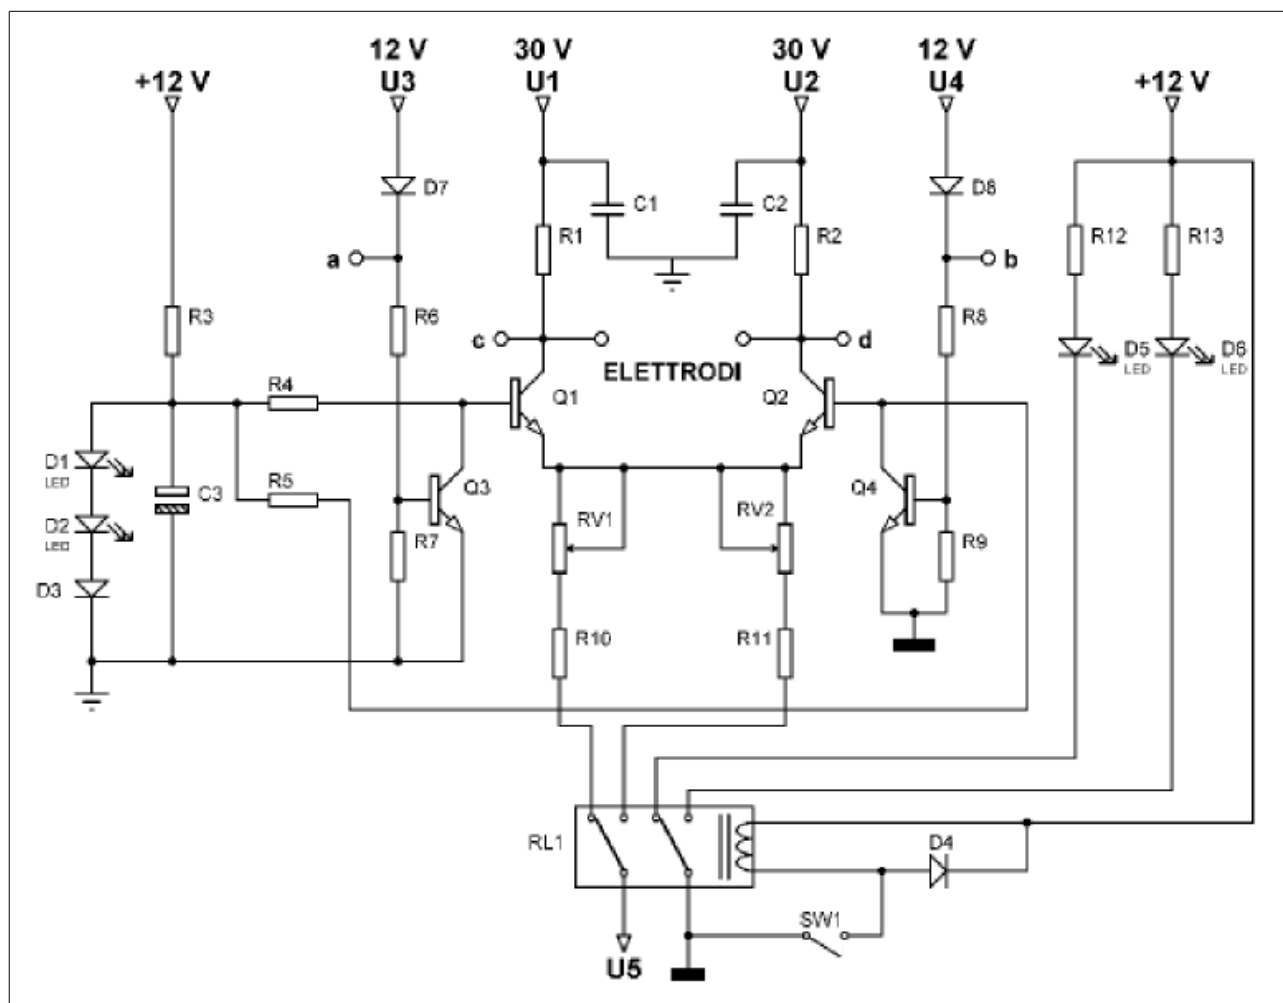 12 V 30 V 30 V 12 V
+12 V U3 U1 U2 U4 +12 V
D7 C1 C2 D8
R1 R2 R12 R13
a b
R3 R6 R8
c d D5 D6
LED LED
ELETTRODI
R4 Q1 Q2
D1
LED
R5 C3 Q3 Q4
RV1 RV2
D2
LED
R7 R9
D3
R10 R11
RL1 D4
SW1
U5